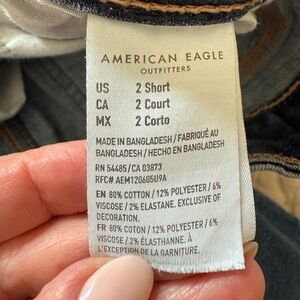 AMERICAN EAGLE
OUTFITTERS
US 2 Short
CA 2 Court
MX 2 Corto
MADE IN BANGLADESH / FABRIQUÉ AU
BANGLADESH / HECHO EN BANGLADESH
RN 54485/CA 03873
RFC# AEM120605U9A
EN 80% COTTON / 12% POLYESTER / 6%
VISCOSE / 2% ELASTANE. EXCLUSIVE OF
DECORATION.
FR 80% COTON / 12% POLYESTER / 6%
VISCOSE / 2% ÉLASTHANNE. À
L'EXCEPTION DE LA GARNITURE.